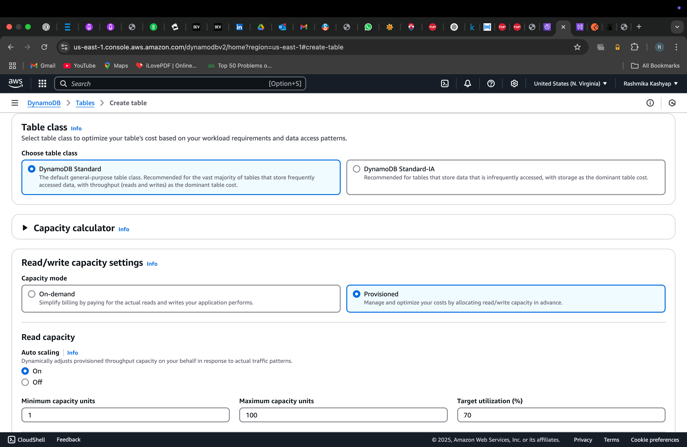 us-east-1.console.aws.amazon.com/dynamodbv2/home?region=us-east-1#create-table
M Gmail
YouTube
Maps
iLovePDF | Online...
Top 50 Problems o...
All Bookmarks
aws
Search
[Option+S]
United States (N. Virginia)
Rashmika Kashyap
DynamoDB
Tables
Create table
Table class Info
Select table class to optimize your table's cost based on your workload requirements and data access patterns.
Choose table class
DynamoDB Standard
The default general-purpose table class. Recommended for the vast majority of tables that store frequently accessed data, with throughput (reads and writes) as the dominant table cost.
DynamoDB Standard-IA
Recommended for tables that store data that is infrequently accessed, with storage as the dominant table cost.
Capacity calculator Info
Read/write capacity settings Info
Capacity mode
On-demand
Simplify billing by paying for the actual reads and writes your application performs.
Provisioned
Manage and optimize your costs by allocating read/write capacity in advance.
Read capacity
Auto scaling | Info
Dynamically adjusts provisioned throughput capacity on your behalf in response to actual traffic patterns.
On
Off
Minimum capacity units
1
Maximum capacity units
100
Target utilization (%)
70
CloudShell
Feedback
© 2025, Amazon Web Services, Inc. or its affiliates.
Privacy
Terms
Cookie preferences